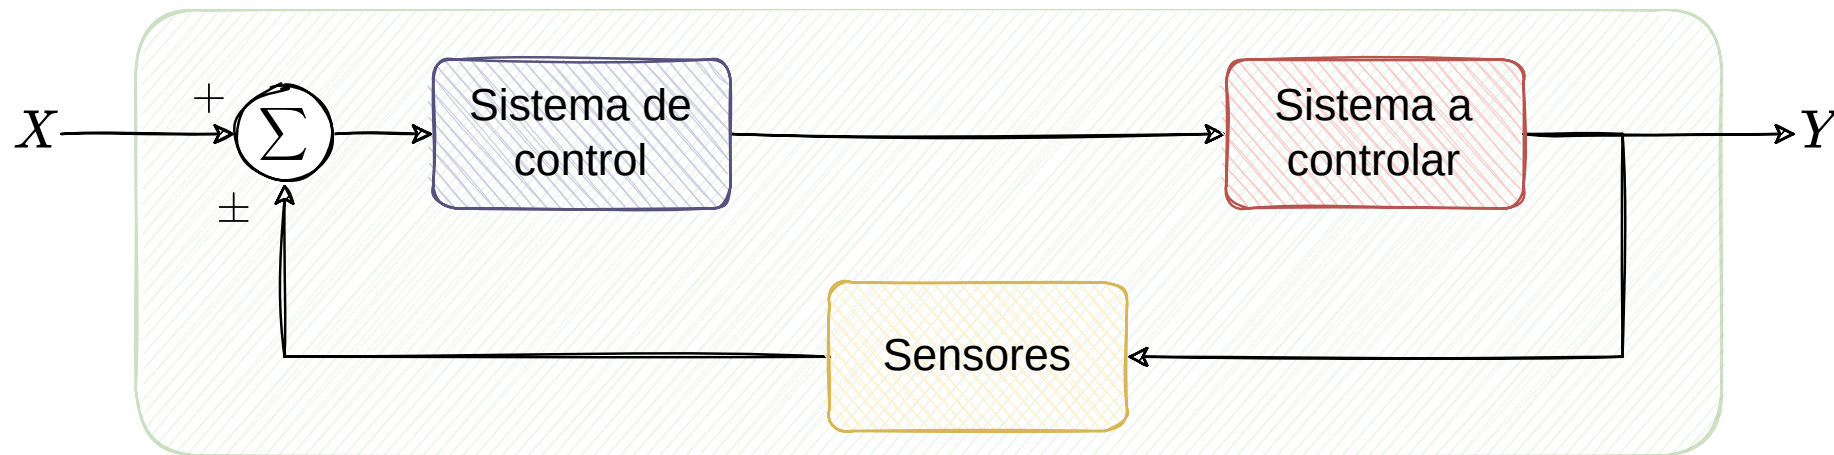 +
X
∑
Sistema de
control
Sistema a
controlar
Y
±
Sensores